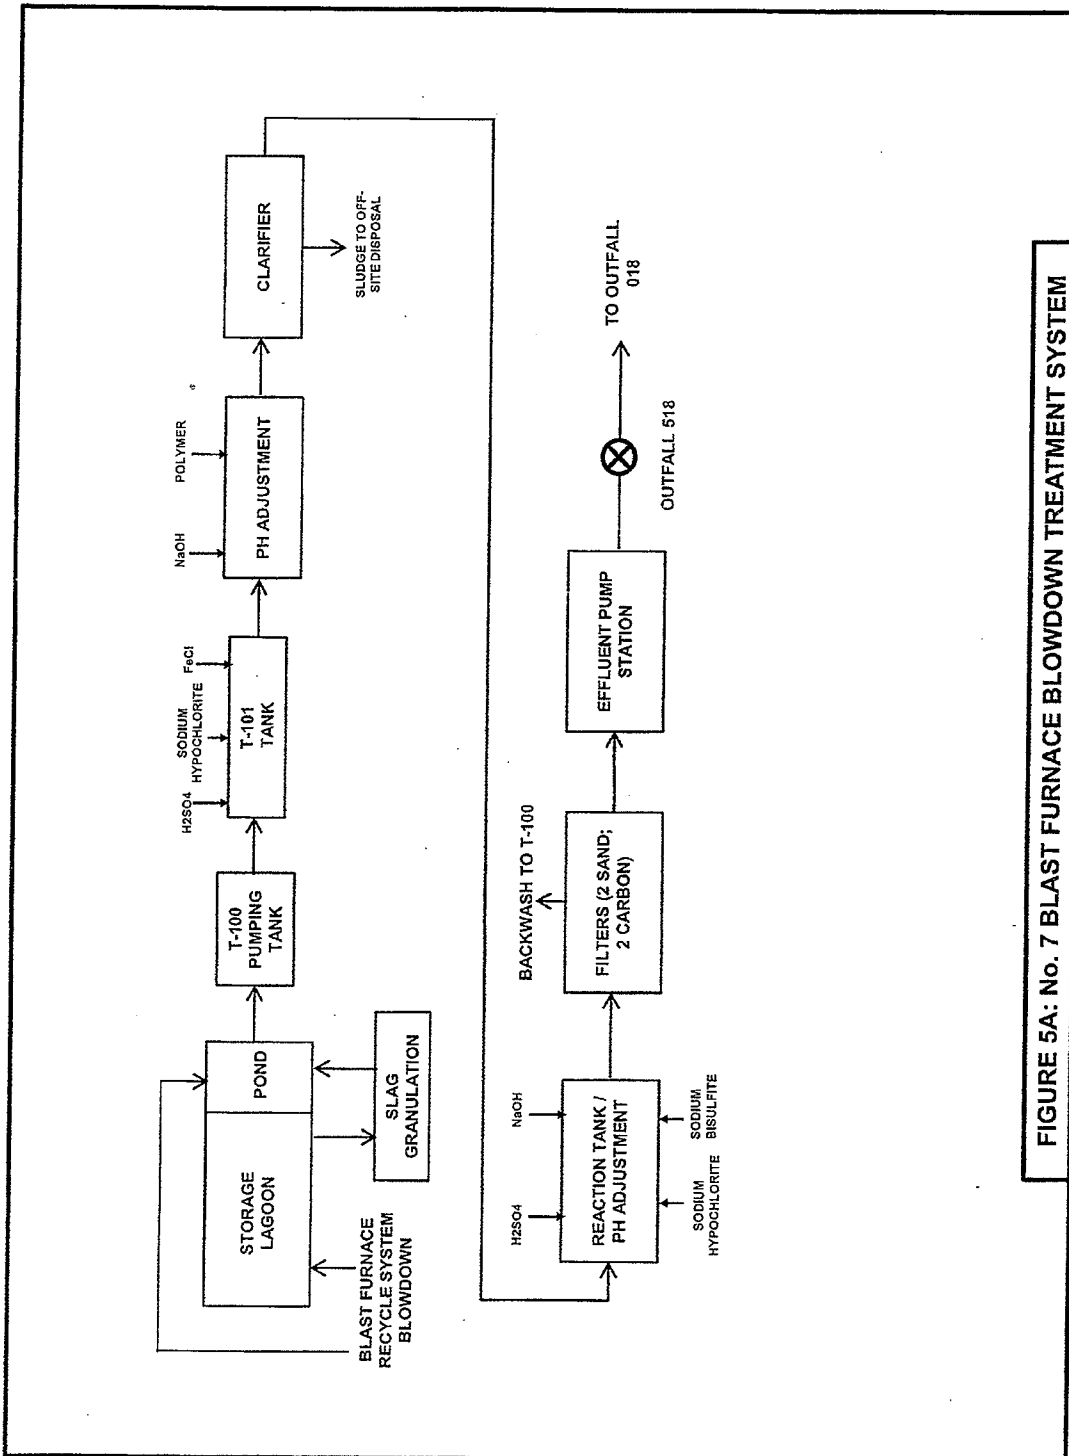 STORAGE
LAGOON
POND
BLAST FURNACE
RECYCLE SYSTEM
BLOWDOWN
SLAG
GRANULATION
T-100
PUMPING
TANK
H2SO4
SODIUM
HYPOCHLORITE
FeCl
T-101
TANK
NaOH
POLYMER
PH ADJUSTMENT
CLARIFIER
SLUDGE TO OFF-
SITE DISPOSAL
H2SO4
NaOH
REACTION TANK /
PH ADJUSTMENT
SODIUM
HYPOCHLORITE
SODIUM
BISULFITE
BACKWASH TO T-100
FILTERS (2 SAND;
2 CARBON)
EFFLUENT PUMP
STATION
OUTFALL 518
TO OUTFALL
018
FIGURE 5A: No. 7 BLAST FURNACE BLOWDOWN TREATMENT SYSTEM